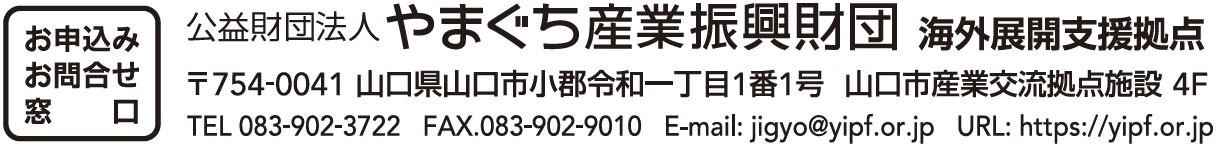 お申込み
お問合せ
窓　口
公益財団法人 やまぐち産業振興財団 海外展開支援拠点
〒754-0041 山口県山口市小郡令和一丁目1番1号 山口市産業交流拠点施設 4F
TEL 083-902-3722 FAX.083-902-9010 E-mail: jigyo@yipf.or.jp URL: https://yipf.or.jp